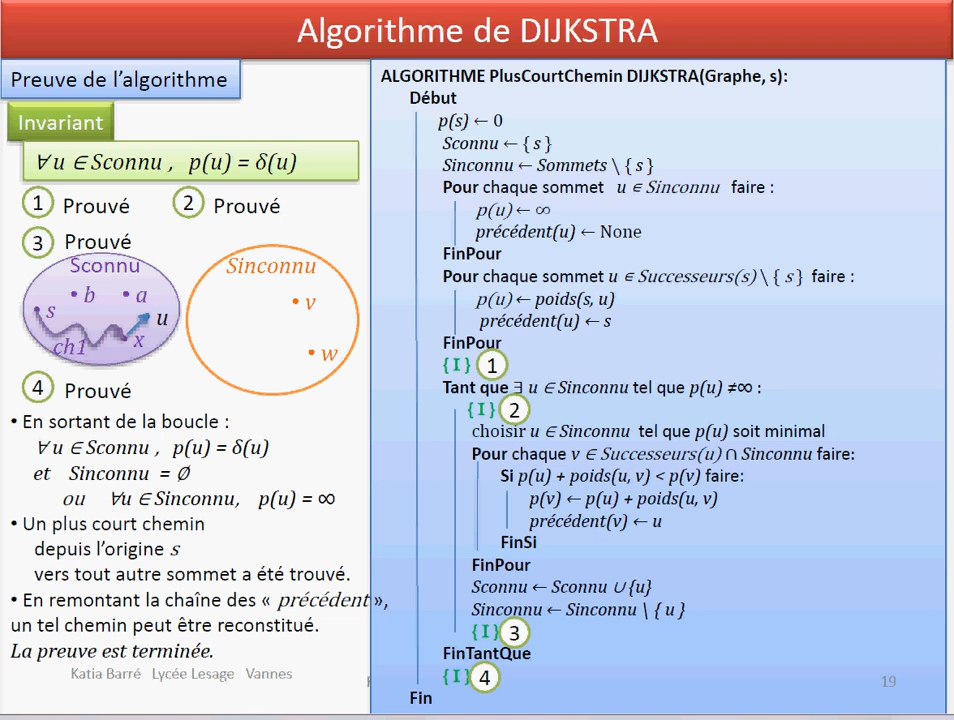 Algorithme de DIJKSTRA
Preuve de l'algorithme
Invariant
∀ u ∈ Sconnu , p(u) = δ(u)
1 Prouvé 2 Prouvé
3 Prouvé
Sconnu
b
a
s
u
x
ch1
Sinconnu
v
w
4 Prouvé
• En sortant de la boucle :
∀ u ∈ Sconnu , p(u) = δ(u)
et Sinconnu = ∅
ou ∀u ∈ Sinconnu, p(u) = ∞
• Un plus court chemin
depuis l'origine s
vers tout autre sommet a été trouvé.
• En remontant la chaîne des « précédent »,
un tel chemin peut être reconstitué.
La preuve est terminée.
Katia Barré Lycée Lesage Vannes
ALGORITHME PlusCourtChemin DIJKSTRA(Graphe, s):
Début
p(s) ← 0
Sconnu ← { s }
Sinconnu ← Sommets \ { s }
Pour chaque sommet u ∈ Sinconnu faire :
p(u) ← ∞
précédent(u) ← None
FinPour
Pour chaque sommet u ∈ Successeurs(s) \ { s } faire :
p(u) ← poids(s, u)
précédent(u) ← s
FinPour
{ I } 1
Tant que ∃ u ∈ Sinconnu tel que p(u) ≠∞ :
{ I } 2
choisir u ∈ Sinconnu tel que p(u) soit minimal
Pour chaque v ∈ Successeurs(u) ∩ Sinconnu faire:
Si p(u) + poids(u, v) < p(v) faire:
p(v) ← p(u) + poids(u, v)
précédent(v) ← u
FinSi
FinPour
Sconnu ← Sconnu ∪ {u}
Sinconnu ← Sinconnu \ { u }
{ I } 3
FinTantQue
{ I } 4
Fin
19